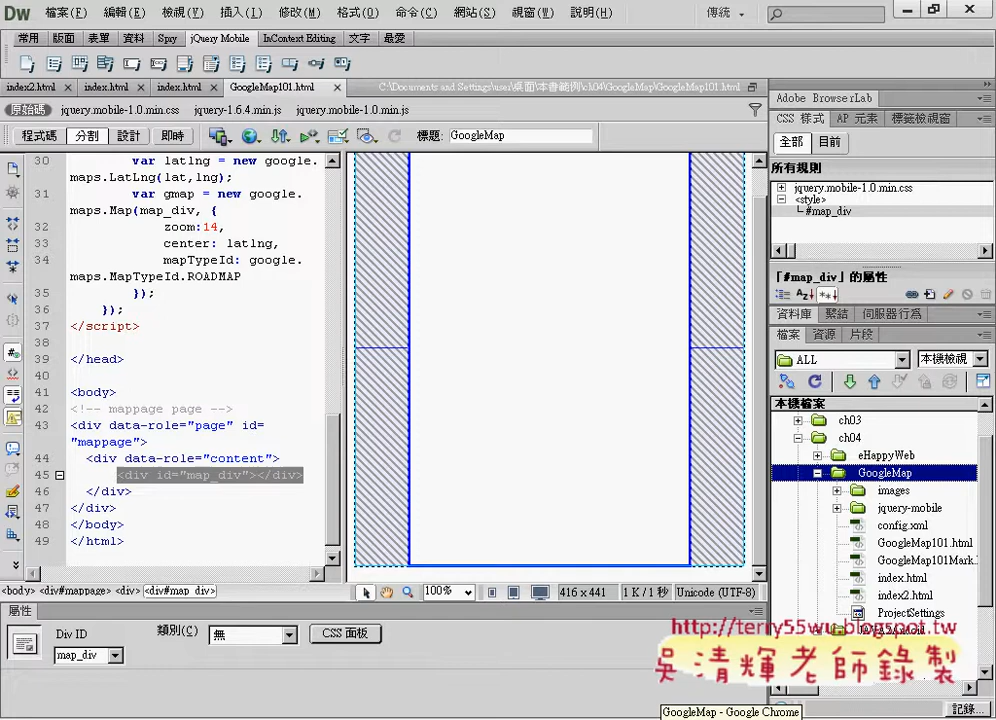 Dw 檔案(F) 編輯(E) 檢視(V) 插入(I) 修改(M) 格式(O) 命令(C) 網站(S) 視窗(W) 說明(H) 傳統
常用 版面 表單 資料 Spry jQuery Mobile InContext Editing 文字 最愛
index2.html index.html index.html GoogleMap101.html C:\Documents and Settings\user\桌面\本書範例\ch04\GoogleMap\GoogleMap101.html
原始碼 jquery.mobile-1.0.min.css jquery-1.6.4.min.js jquery.mobile-1.0.min.js
程式碼 分割 設計 即時 標題: GoogleMap
30 var latlng = new google.
maps.LatLng(lat,lng);
31 var gmap = new google.
maps.Map(map_div, {
32 zoom:14,
33 center: latlng,
34 mapTypeId: google.
maps.MapTypeId.ROADMAP
35 });
36 });
37 </script>
38
39 </head>
40
41 <body>
42 <!-- mappage page -->
43 <div data-role="page" id=
"mappage">
44 <div data-role="content">
45 <div id="map_div"></div>
46 </div>
47 </div>
48 </body>
49 </html>
<body> <div#mappage> <div> <div#map_div>
100% 416 x 441 1 K / 1 秒 Unicode (UTF-8)
屬性
Div ID 類別(C) 無 CSS 面板
map_div
Adobe BrowserLab
CSS 樣式 AP 元素 標籤檢視窗
全部 目前
所有規則
jquery.mobile-1.0.min.css
<style>
#map_div
「#map_div」的屬性
資料庫 繫結 伺服器行為
檔案 資源 片段
ALL 本機檢視
本機檔案
ch03
ch04
eHappyWeb
GoogleMap
images
jquery-mobile
config.xml
GoogleMap101.html
GoogleMap101Mark.
index.html
index2.html
ProjectSettings
http://terry55wu.blogspot.tw
吳清輝老師錄製
記錄...
GoogleMap - Google Chrome